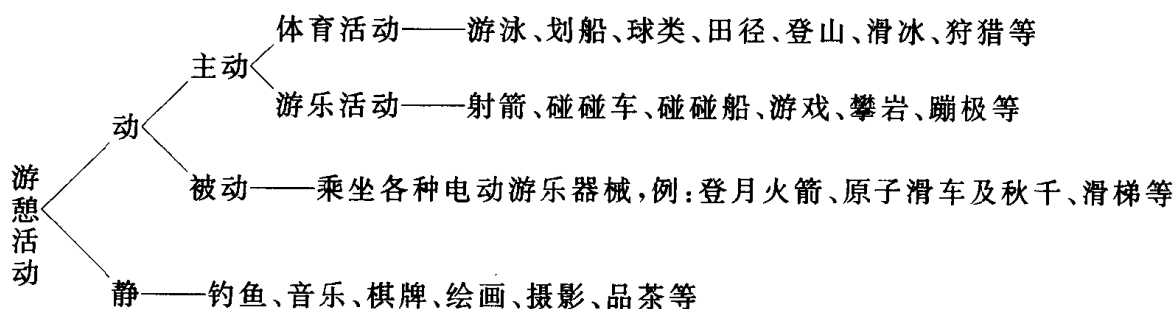 体育活动——游泳、划船、球类、田径、登山、滑冰、狩猎等
主动
游乐活动——射箭、碰碰车、碰碰船、游戏、攀岩、蹦极等
动
游憩活动
被动——乘坐各种电动游乐器械,例:登月火箭、原子滑车及秋千、滑梯等
静——钓鱼、音乐、棋牌、绘画、摄影、品茶等